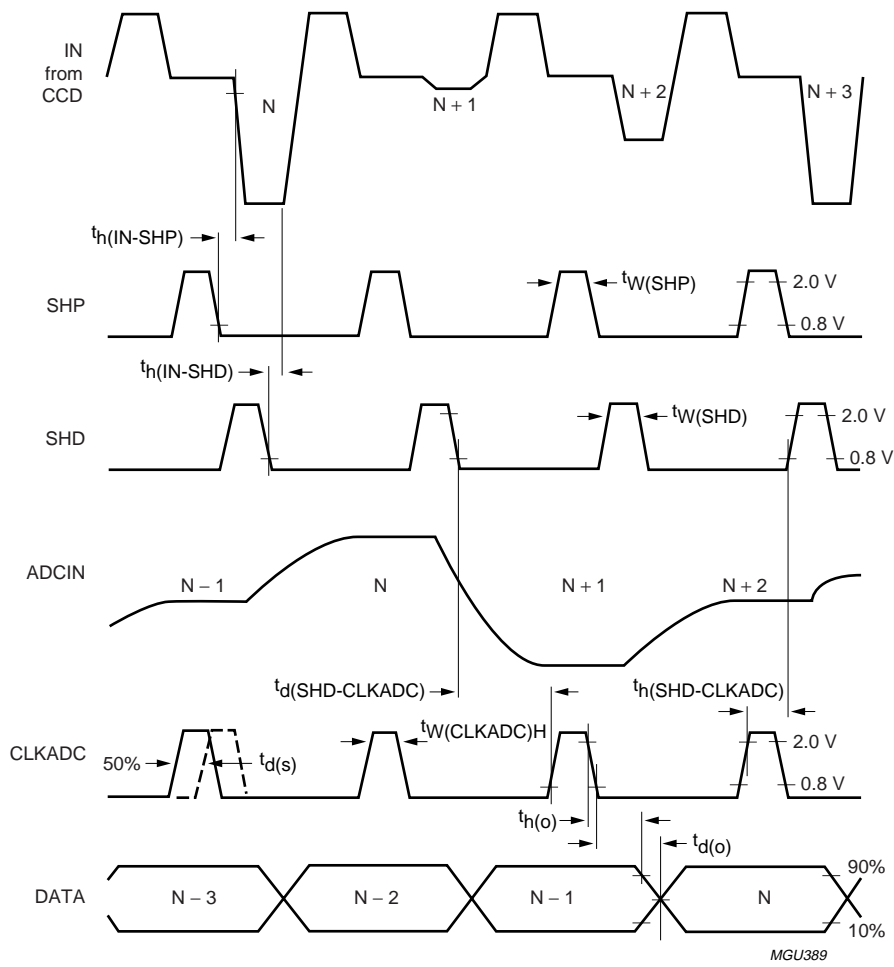 IN
from
CCD
N
N + 1
N + 2
N + 3
th(IN-SHP)
SHP
tW(SHP)
2.0 V
0.8 V
th(IN-SHD)
SHD
tW(SHD)
2.0 V
0.8 V
ADCIN
N − 1
N
N + 1
N + 2
td(SHD-CLKADC)
th(SHD-CLKADC)
CLKADC
50%
td(s)
tW(CLKADC)H
2.0 V
0.8 V
th(o)
td(o)
DATA
N − 3
N − 2
N − 1
N
90%
10%
MGU389